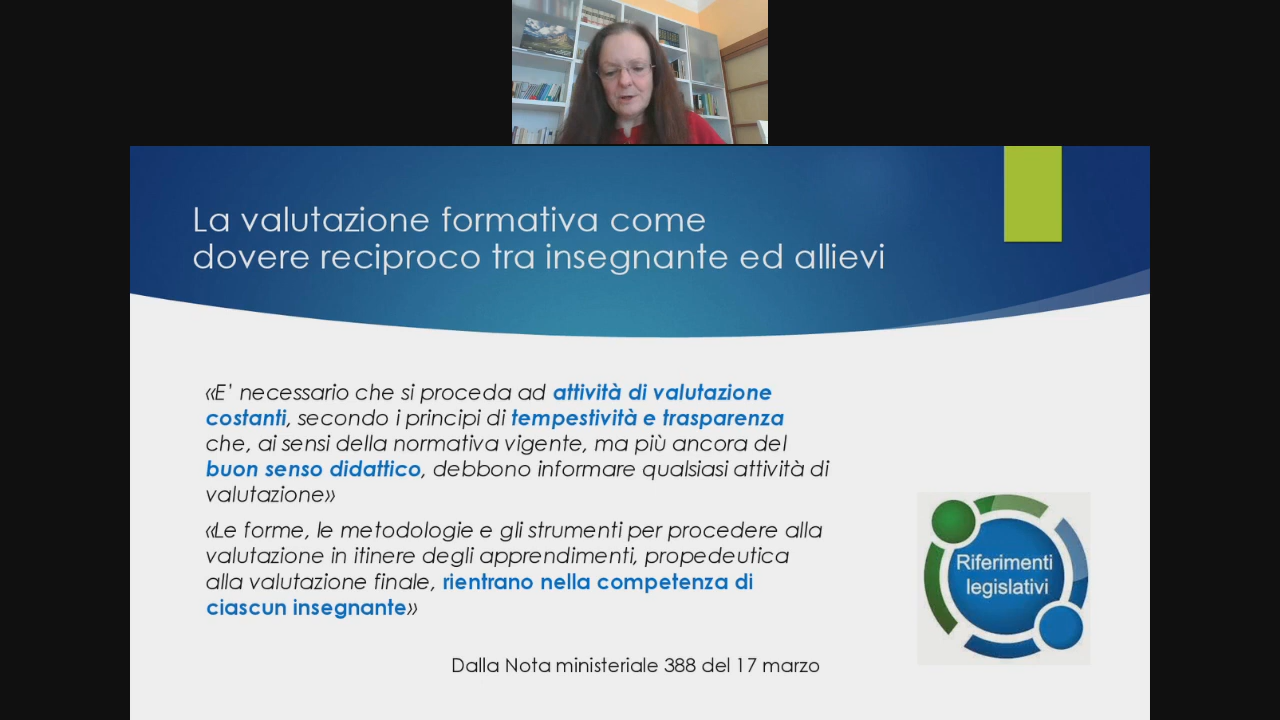 La valutazione formativa come
dovere reciproco tra insegnante ed allievi
«E' necessario che si proceda ad attività di valutazione
costanti, secondo i principi di tempestività e trasparenza
che, ai sensi della normativa vigente, ma più ancora del
buon senso didattico, debbono informare qualsiasi attività di
valutazione»
«Le forme, le metodologie e gli strumenti per procedere alla
valutazione in itinere degli apprendimenti, propedeutica
alla valutazione finale, rientrano nella competenza di
ciascun insegnante»
Riferimenti
legislativi
Dalla Nota ministeriale 388 del 17 marzo